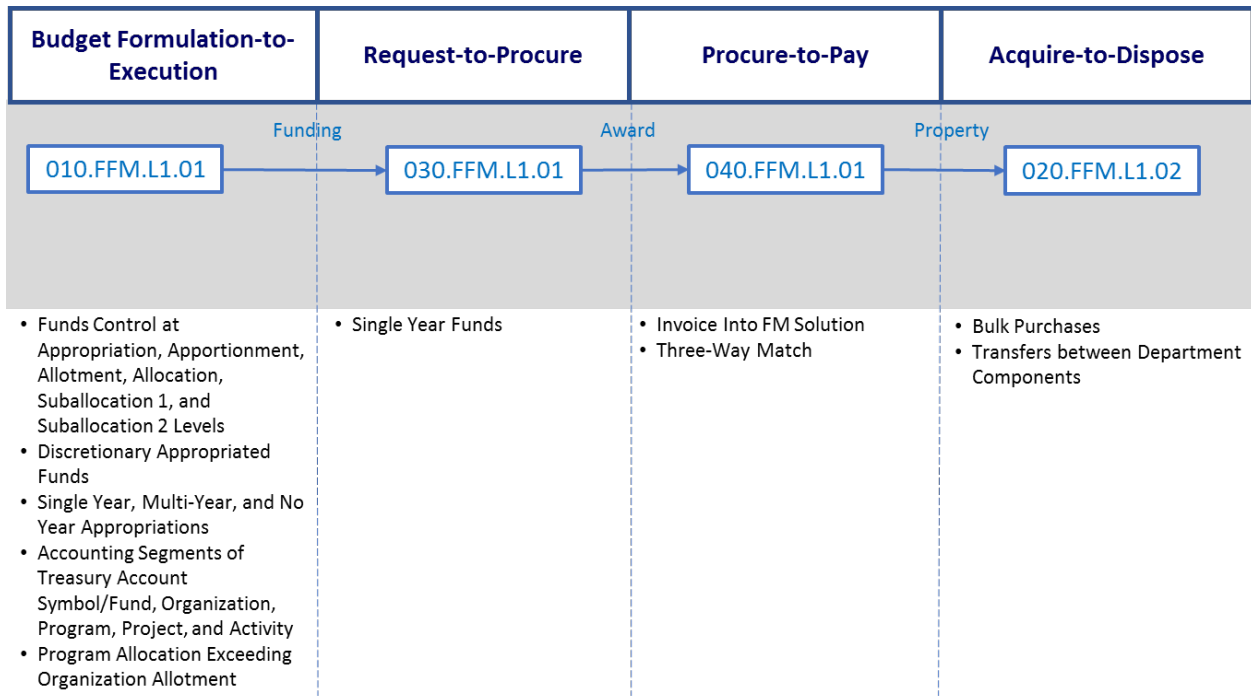 Budget Formulation-to-
Execution
Request-to-Procure
Procure-to-Pay
Acquire-to-Dispose
Funding
Award
Property
010.FFM.L1.01
030.FFM.L1.01
040.FFM.L1.01
020.FFM.L1.02
• Funds Control at
Appropriation, Apportionment,
Allotment, Allocation,
Suballocation 1, and
Suballocation 2 Levels
• Discretionary Appropriated
Funds
• Single Year, Multi-Year, and No
Year Appropriations
• Accounting Segments of
Treasury Account
Symbol/Fund, Organization,
Program, Project, and Activity
• Program Allocation Exceeding
Organization Allotment
• Single Year Funds
• Invoice Into FM Solution
• Three-Way Match
• Bulk Purchases
• Transfers between Department
Components